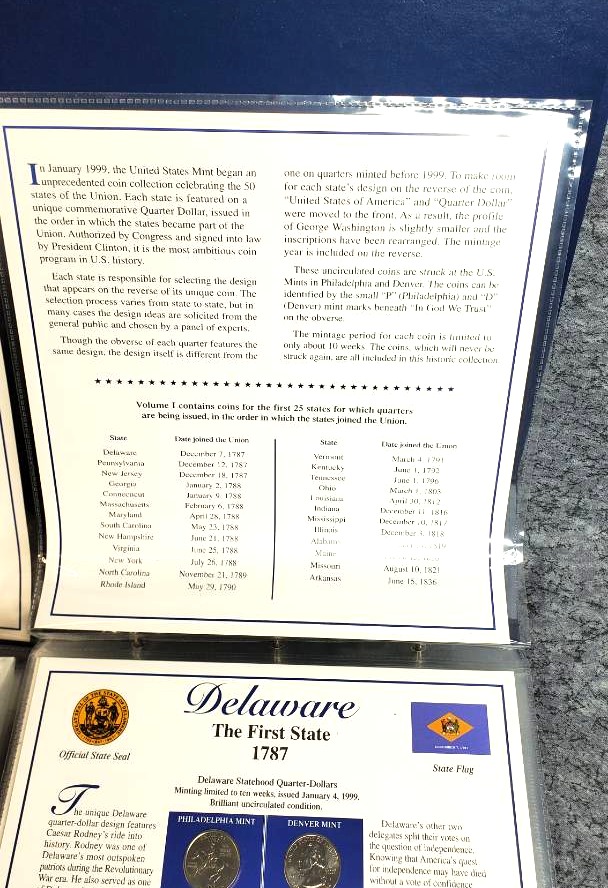 In January 1999, the United States Mint began an
unprecedented coin collection celebrating the 50
states of the Union. Each state is featured on a
unique commemorative Quarter Dollar, issued in
the order in which the states became part of the
Union. Authorized by Congress and signed into law
by President Clinton, it is the most ambitious coin
program in U.S. history.
Each state is responsible for selecting the design
that appears on the reverse of its unique coin. The
selection process varies from state to state, but in
many cases the design ideas are solicited from the
general public and chosen by a panel of experts.
Though the obverse of each quarter features the
same design, the design itself is different from the
one on quarters minted before 1999. To make room
for each state's design on the reverse of the coin,
"United States of America" and "Quarter Dollar"
were moved to the front. As a result, the profile
of George Washington is slightly smaller and the
inscriptions have been rearranged. The mintage
year is included on the reverse.
These uncirculated coins are struck at the U.S.
Mints in Philadelphia and Denver. The coins can be
identified by the small "P" (Philadelphia) and "D"
(Denver) mint marks beneath "In God We Trust"
on the obverse.
The mintage period for each coin is limited to
only about 10 weeks. The coins, which will never be
struck again, are all included in this historic collection
Volume I contains coins for the first 25 states for which quarters
are being issued, in the order in which the states joined the Union.
State Date joined the Union
Delaware December 7, 1787
Pennsylvania December 12, 1787
New Jersey December 18, 1787
Georgia January 2, 1788
Connecticut January 9, 1788
Massachusetts February 6, 1788
Maryland April 28, 1788
South Carolina May 23, 1788
New Hampshire June 21, 1788
Virginia June 25, 1788
New York July 26, 1788
North Carolina November 21, 1789
Rhode Island May 29, 1790
State Date joined the Union
Vermont March 4, 1791
Kentucky June 1, 1792
Tennessee June 1, 1796
Ohio March 1, 1803
Louisiana April 30, 1812
Indiana December 11, 1816
Mississippi December 10, 1817
Illinois December 3, 1818
Alabama
Maine
Missouri August 10, 1821
Arkansas June 15, 1836
Delaware
The First State
1787
Official State Seal
State Flag
Delaware Statehood Quarter-Dollars
Minting limited to ten weeks, issued January 4, 1999.
Brilliant uncirculated condition.
PHILADELPHIA MINT
DENVER MINT
The unique Delaware
quarter-dollar design features
Caesar Rodney's ride into
history. Rodney was one of
Delaware's most outspoken
patriots during the Revolutionary
War era. He also served as one
Delaware's other two
delegates split their votes on
the question of independence.
Knowing that America's quest
for independence may have died
without a vote of confidence